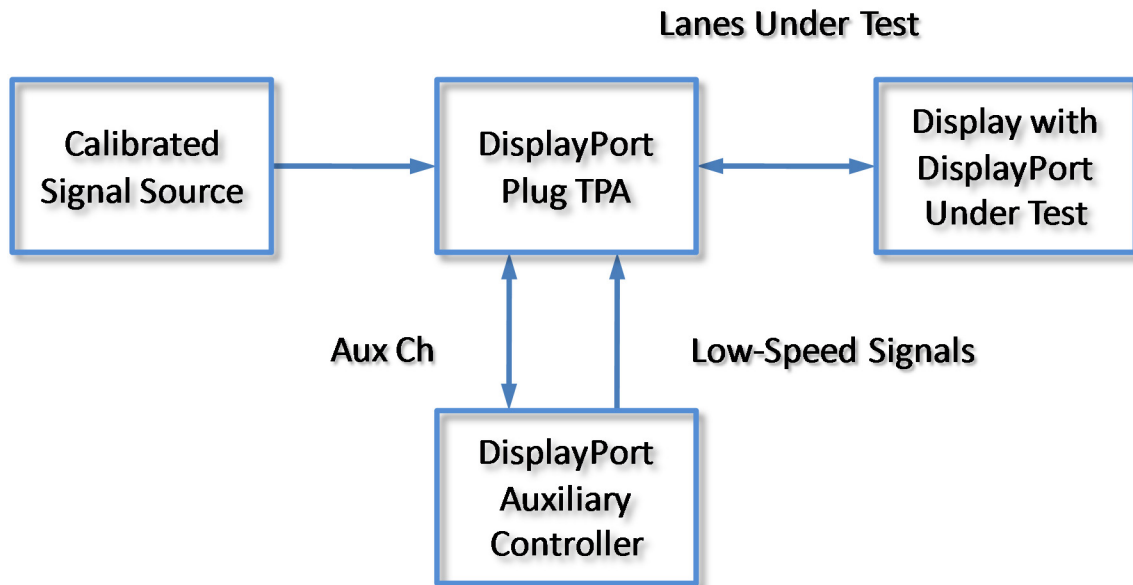 Lanes Under Test
Calibrated
Signal Source
DisplayPort
Plug TPA
Display with
DisplayPort
Under Test
Aux Ch
Low-Speed Signals
DisplayPort
Auxiliary
Controller